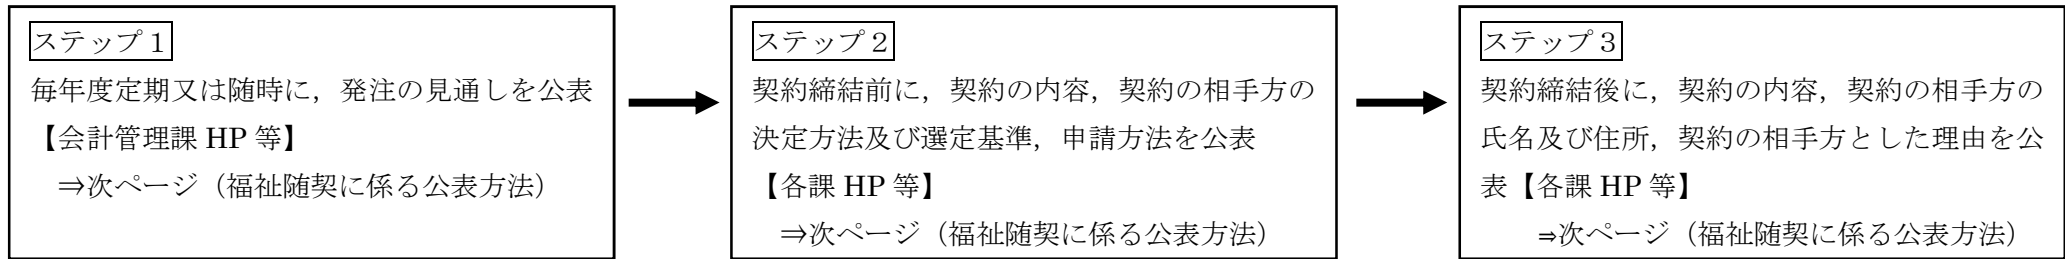 ステップ１
毎年度定期又は随時に，発注の見通しを公表
【会計管理課 HP 等】
⇒次ページ（福祉随契に係る公表方法）
ステップ２
契約締結前に，契約の内容，契約の相手方の
決定方法及び選定基準，申請方法を公表
【各課 HP 等】
⇒次ページ（福祉随契に係る公表方法）
ステップ３
契約締結後に，契約の内容，契約の相手方の
氏名及び住所，契約の相手方とした理由を公
表【各課 HP 等】
⇒次ページ（福祉随契に係る公表方法）